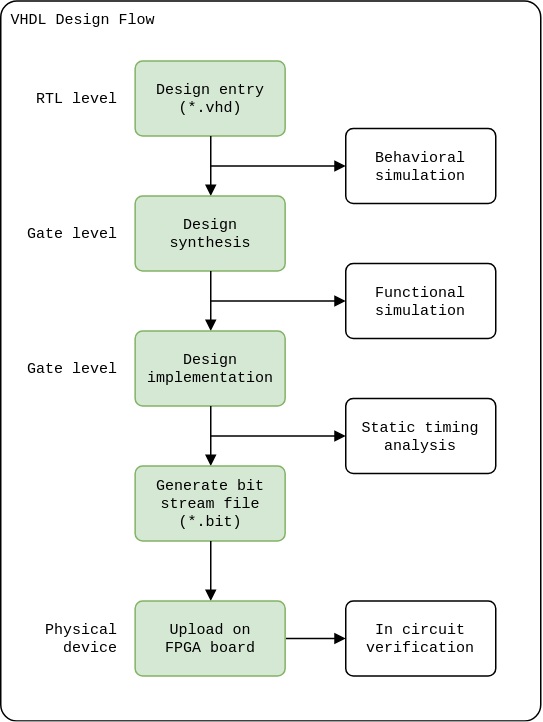 VHDL Design Flow
RTL level
Design entry
(*.vhd)
Behavioral
simulation
Gate level
Design
synthesis
Functional
simulation
Gate level
Design
implementation
Static timing
analysis
Generate bit
stream file
(*.bit)
Physical
device
Upload on
FPGA board
In circuit
verification